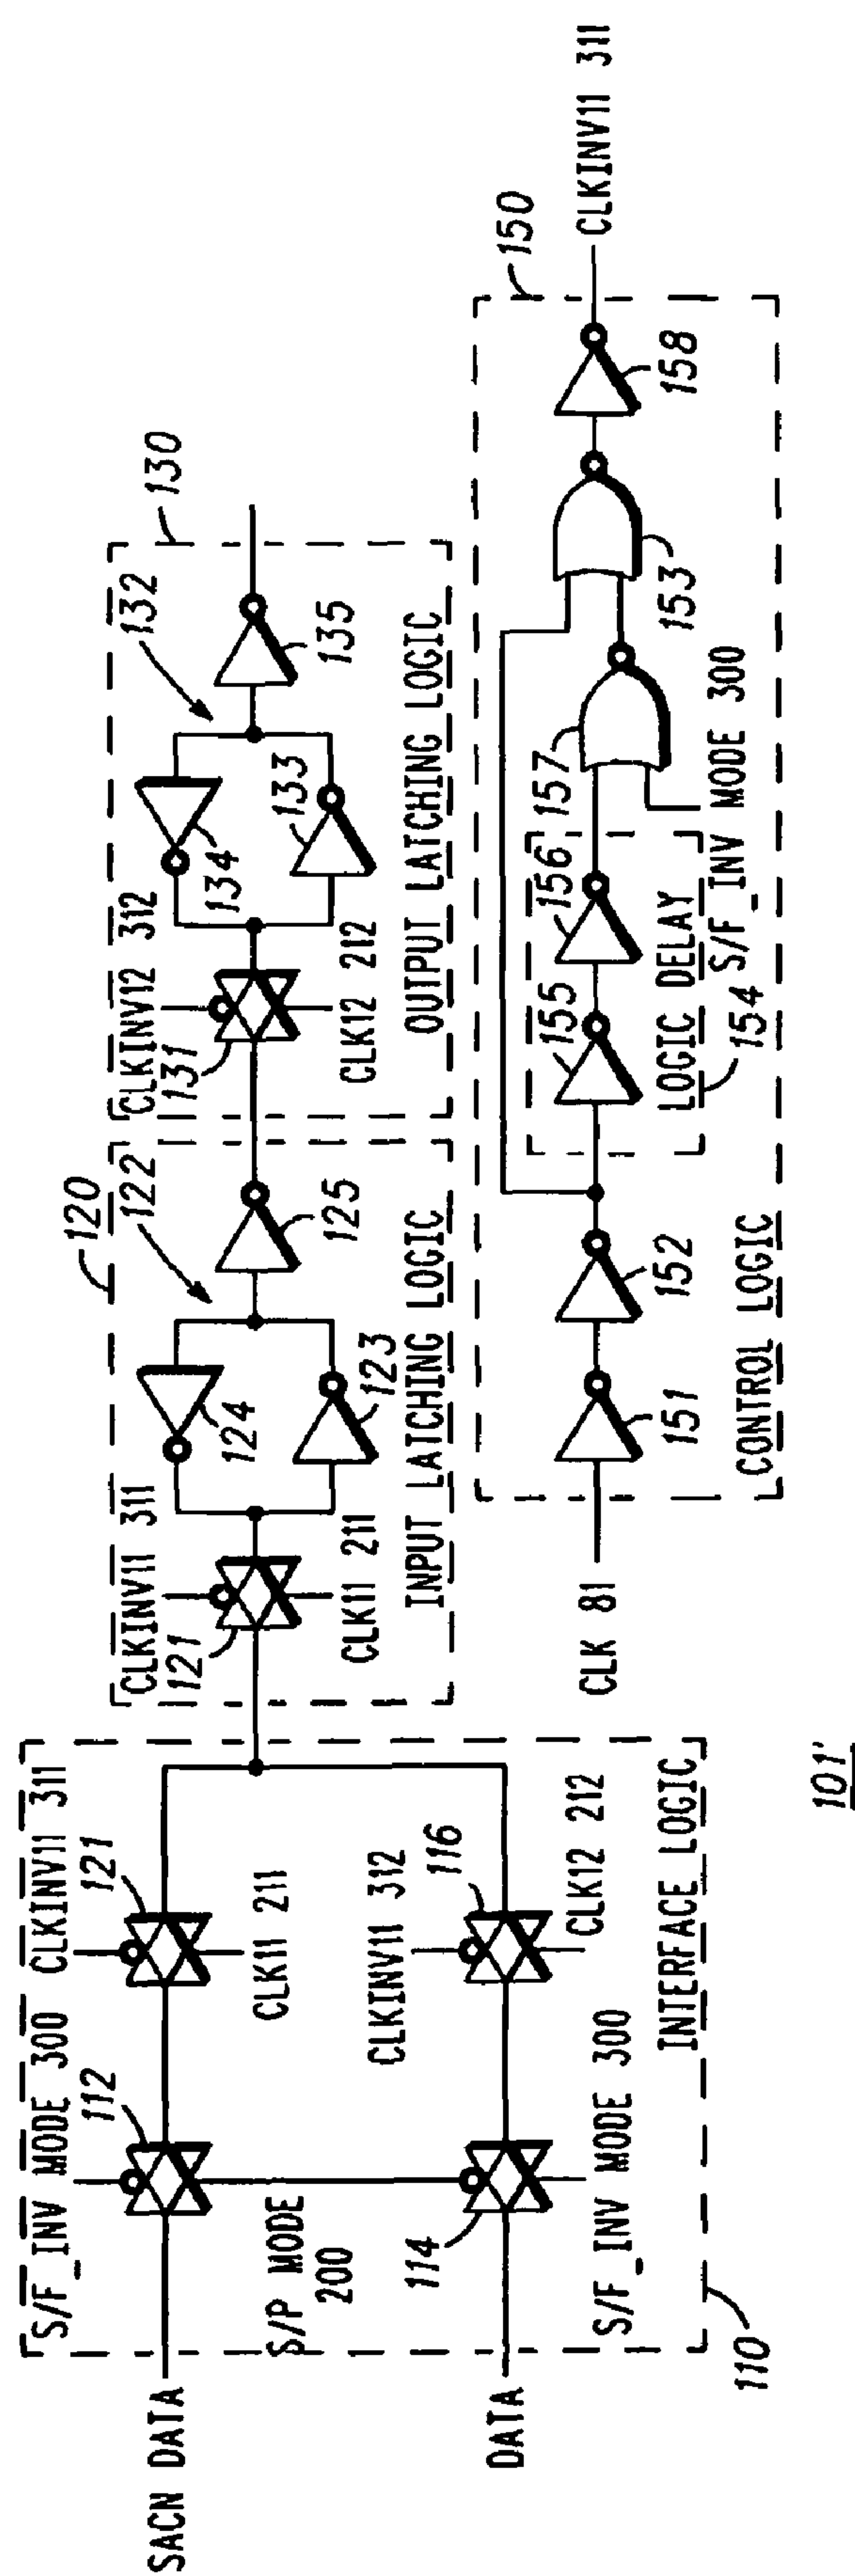 SACN DATA
DATA
S/F_INV MODE 300
112
S/P MODE
200
114
S/F_INV MODE 300
CLKINV11 311
121
CLK11 211
CLKINV11 312
116
CLK12 212
INTERFACE LOGIC
110
120
CLKINV11 311
121
CLK11 211
122
124
123
125
INPUT LATCHING LOGIC
130
CLKINV12 312
131
CLK12 212
132
134
133
135
OUTPUT LATCHING LOGIC
CLK 81
151
152
155
156
LOGIC DELAY
154
157
S/F_INV MODE 300
153
158
150
CLKINV11 311
CONTROL LOGIC
101'